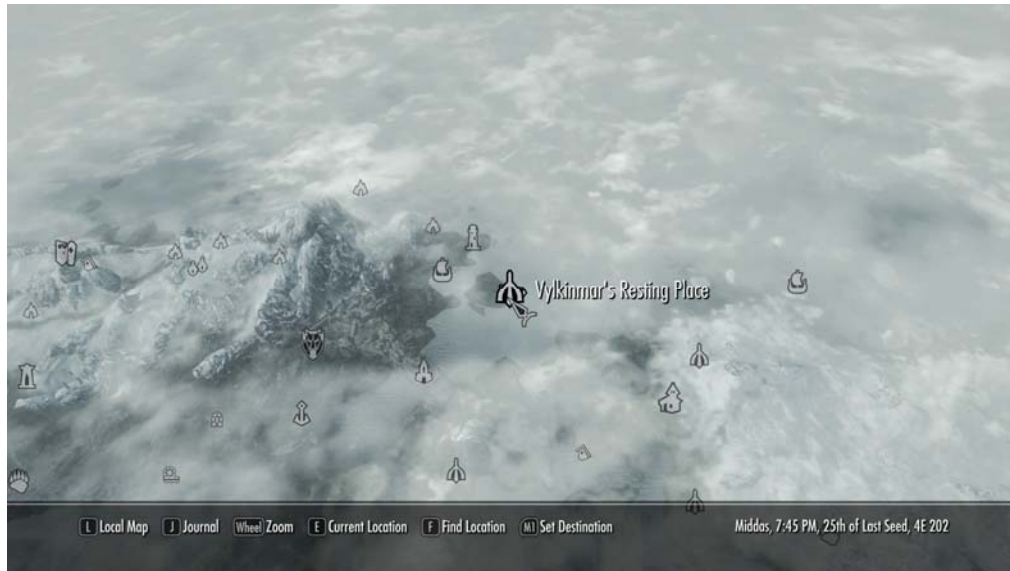 Vylkinmar's Resting Place
L Local Map J Journal Wheel Zoom E Current Location F Find Location M1 Set Destination Middas, 7:45 PM, 25th of Last Seed, 4E 202